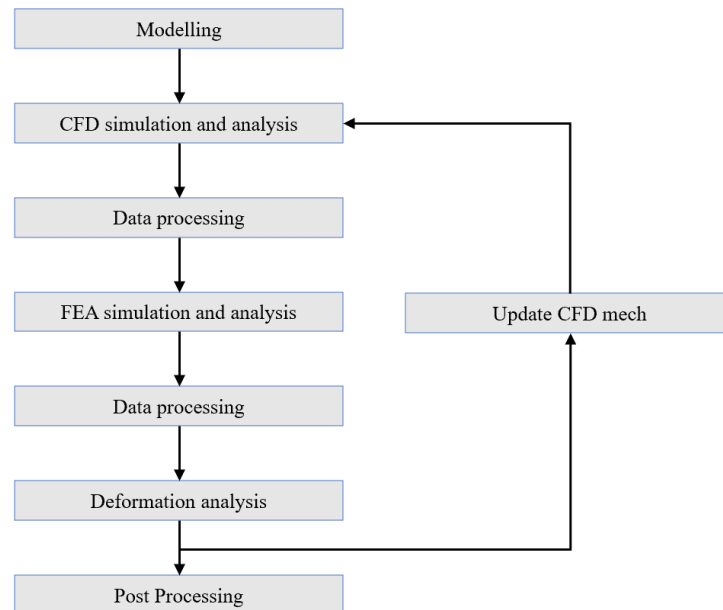 Modelling
CFD simulation and analysis
Data processing
FEA simulation and analysis
Update CFD mech
Data processing
Deformation analysis
Post Processing